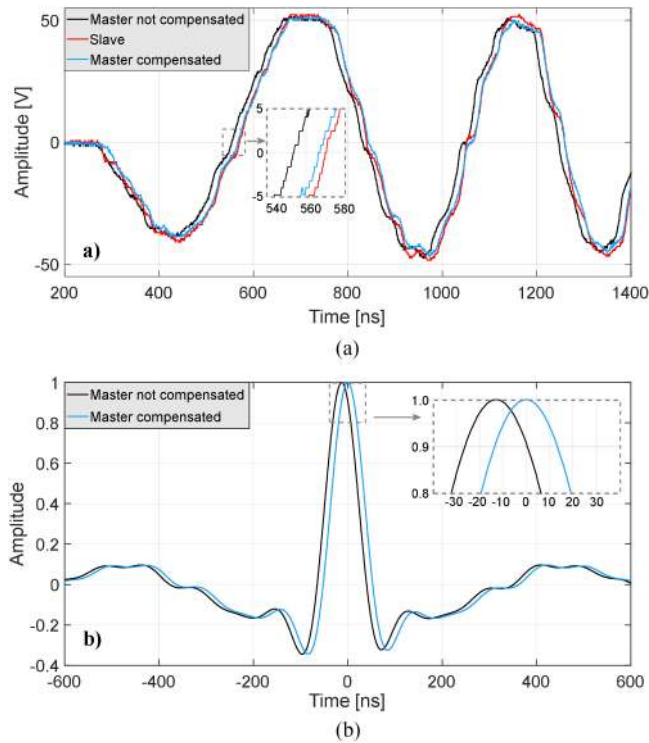 Master not compensated
Slave
Master compensated
50
0
-50
Amplitude [V]
5
0
-5
540 560 580
a)
200 400 600 800 1000 1200 1400
Time [ns]
(a)
Master not compensated
Master compensated
1
0.8
0.6
0.4
0.2
0
-0.2
-0.4
Amplitude
1.0
0.9
0.8
-30 -20 -10 0 10 20 30
b)
-600 -400 -200 0 200 400 600
Time [ns]
(b)